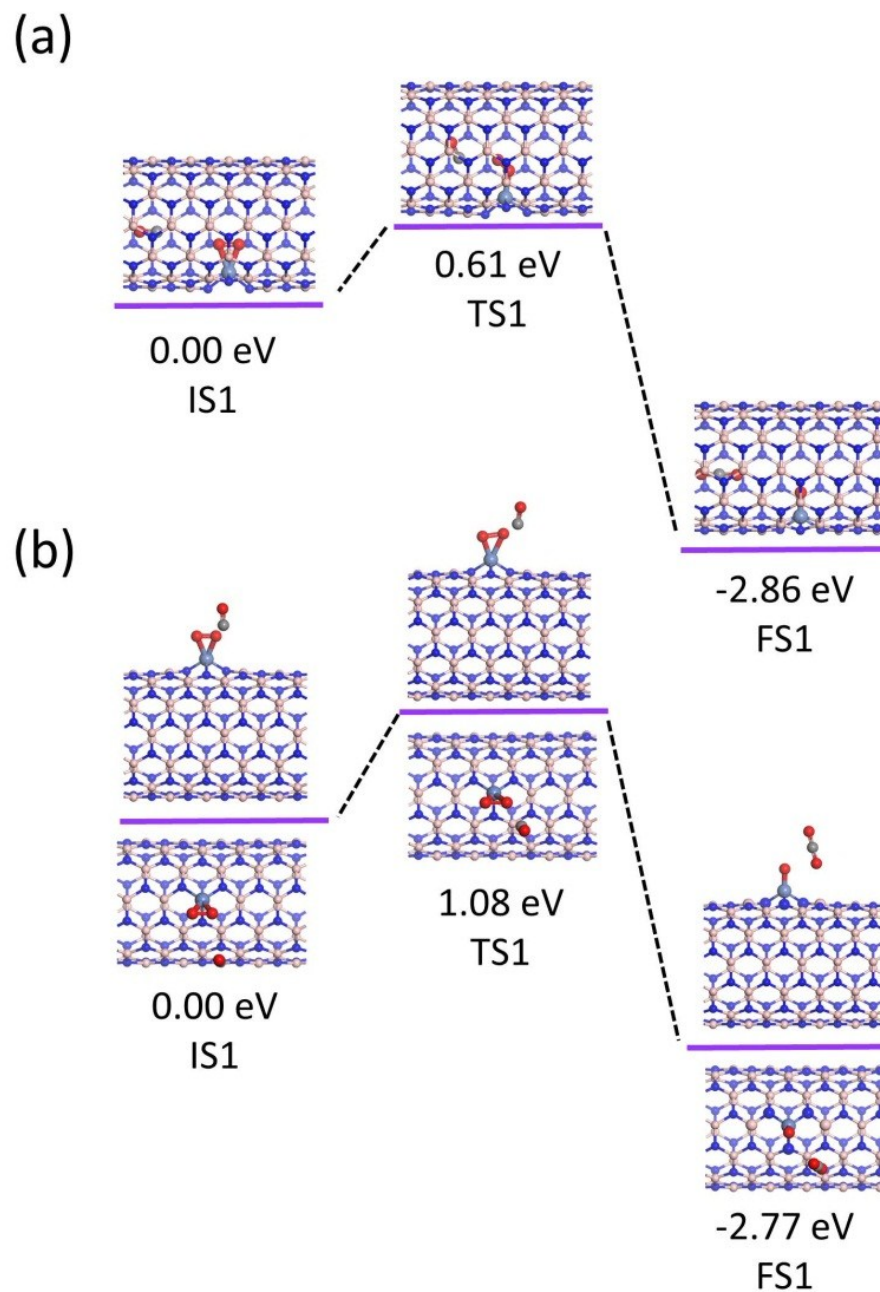 (a)
0.61 eV
TS1
0.00 eV
IS1
-2.86 eV
FS1
(b)
1.08 eV
TS1
0.00 eV
IS1
-2.77 eV
FS1